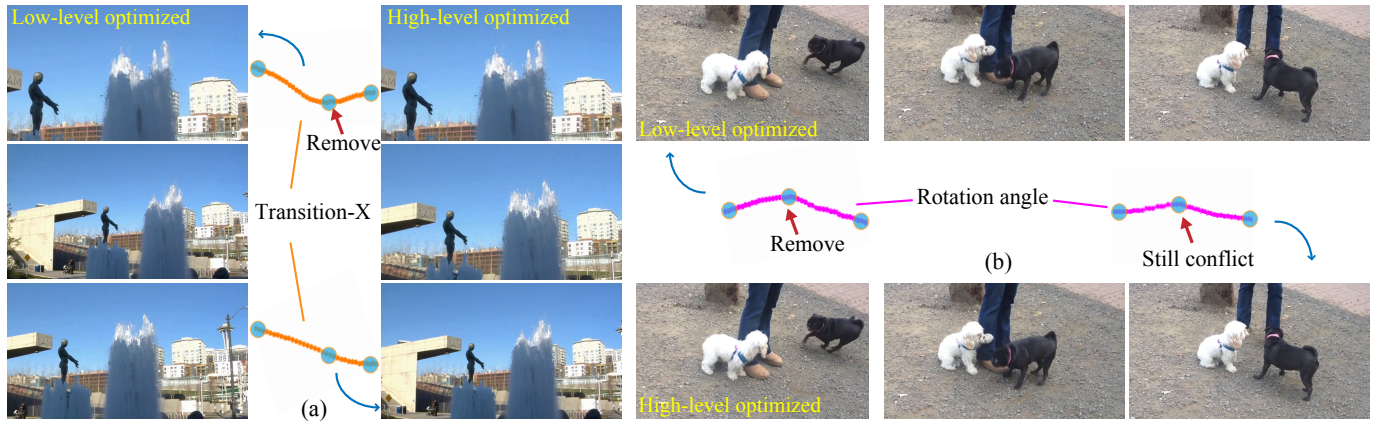 Low-level optimized
High-level optimized
Remove
Transition-X
(a)
Low-level optimized
Rotation angle
Remove
(b)
Still conflict
High-level optimized